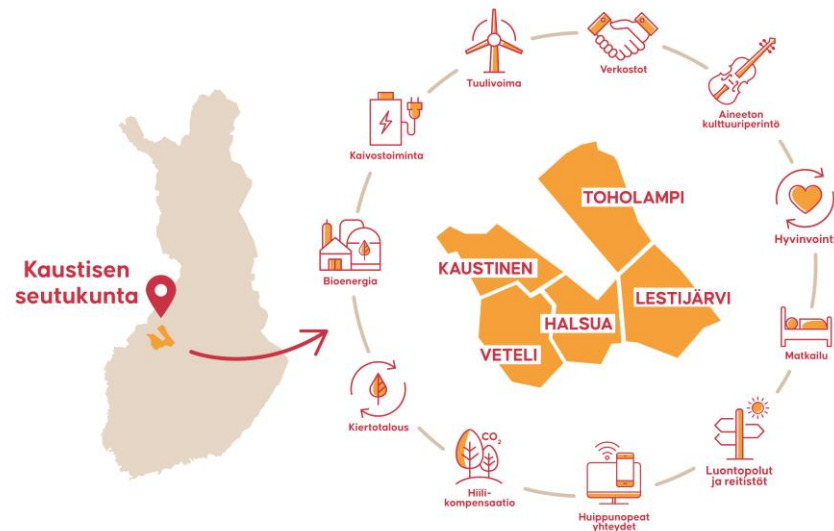 Kaustisen
seutukunta
Tuulivoima
Verkostot
Aineeton
kulttuuriperintö
Hyvinvointi
Matkailu
Luontopolut
ja reitistöt
Huippunopeat
yhteydet
CO₂
Hiili-
kompensaatio
Kiertotalous
Bioenergia
Kaivostoiminta
TOHOLAMPI
KAUSTINEN
LESTIJÄRVI
HALSUA
VETELI